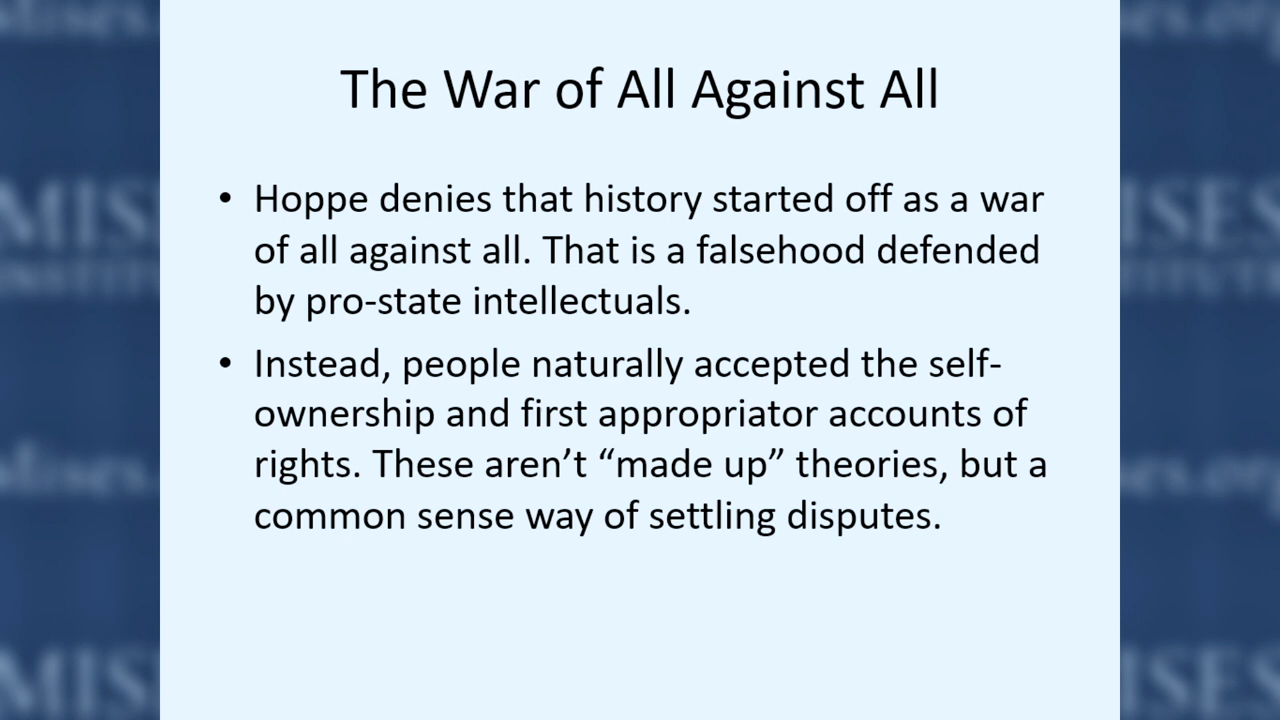 The War of All Against All
• Hoppe denies that history started off as a war
of all against all. That is a falsehood defended
by pro-state intellectuals.
• Instead, people naturally accepted the self-
ownership and first appropriator accounts of
rights. These aren’t “made up” theories, but a
common sense way of settling disputes.